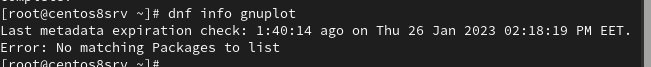 [root@centos8srv ~]# dnf info gnuplot
Last metadata expiration check: 1:40:14 ago on Thu 26 Jan 2023 02:18:19 PM EET.
Error: No matching Packages to list
[root@centos8srv ~]#